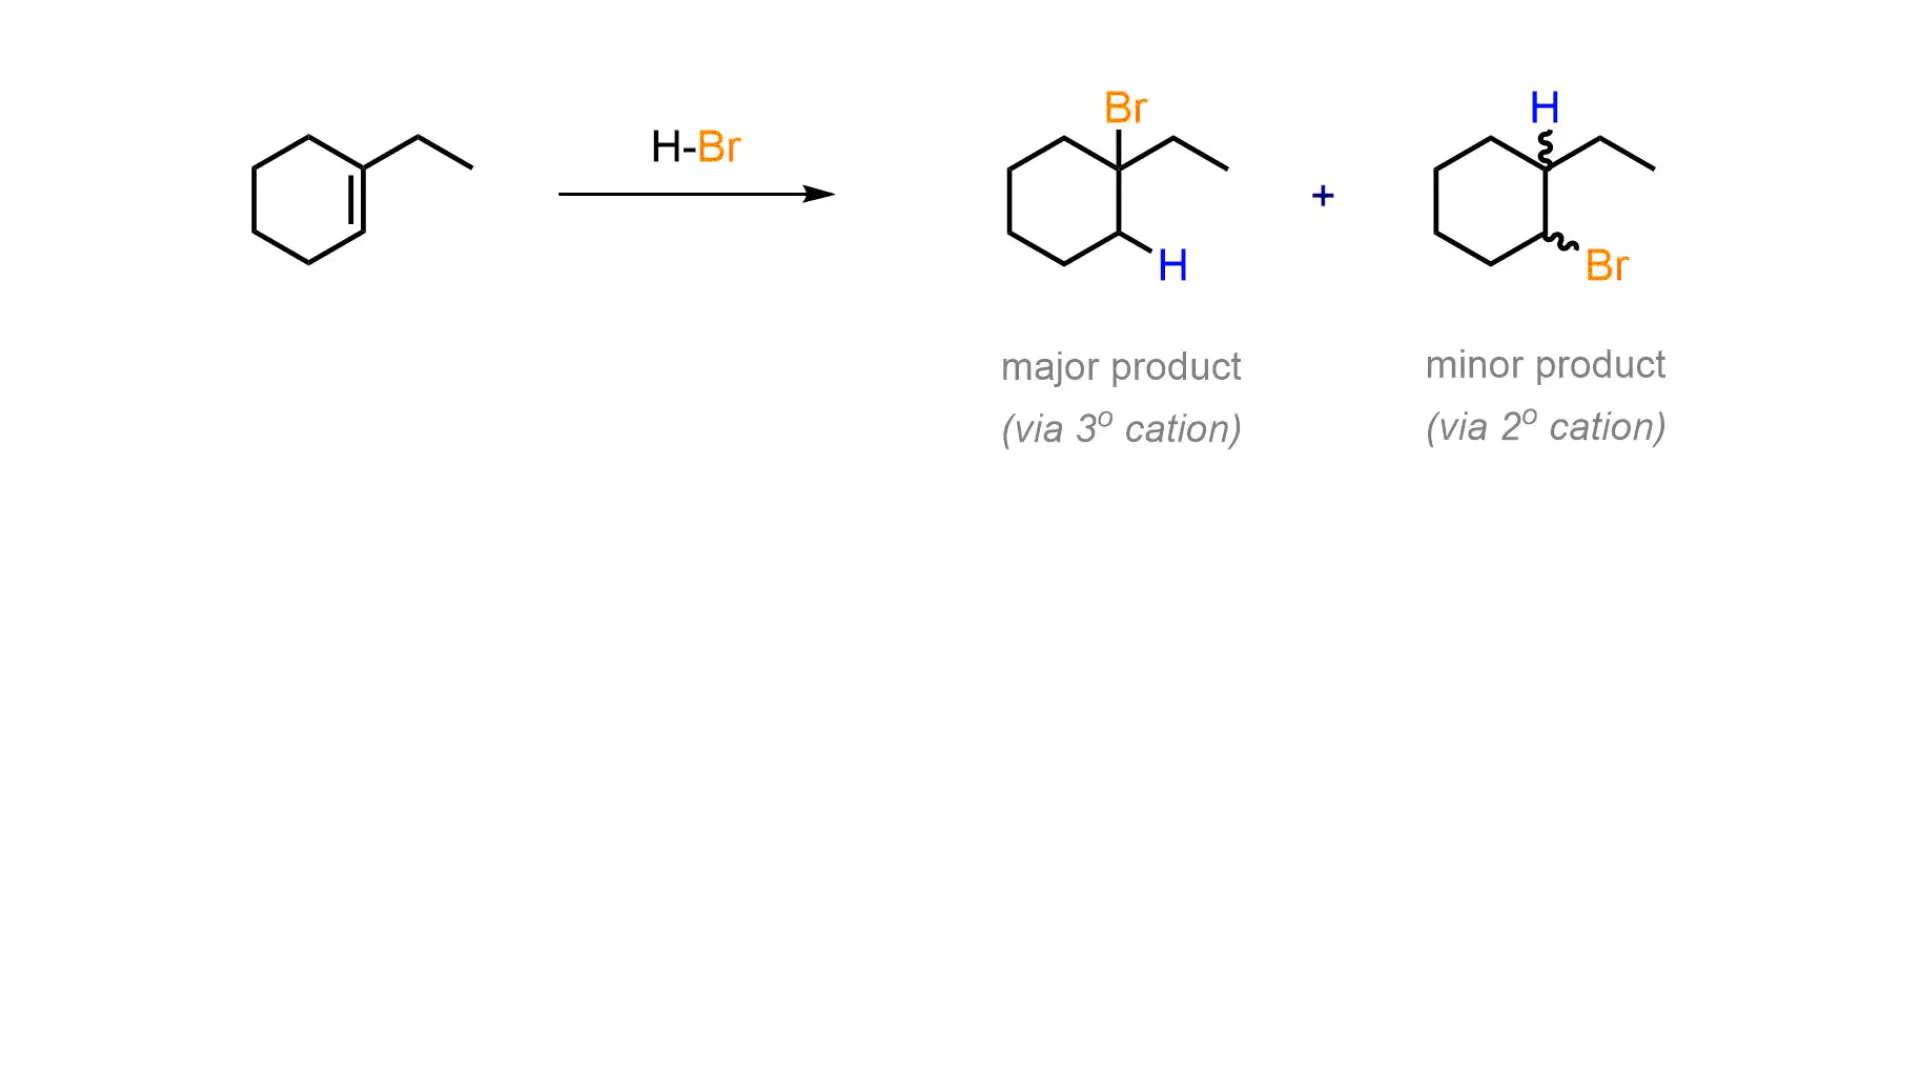 H-Br
Br
H
+
H
Br
major product
(via 3º cation)
minor product
(via 2º cation)